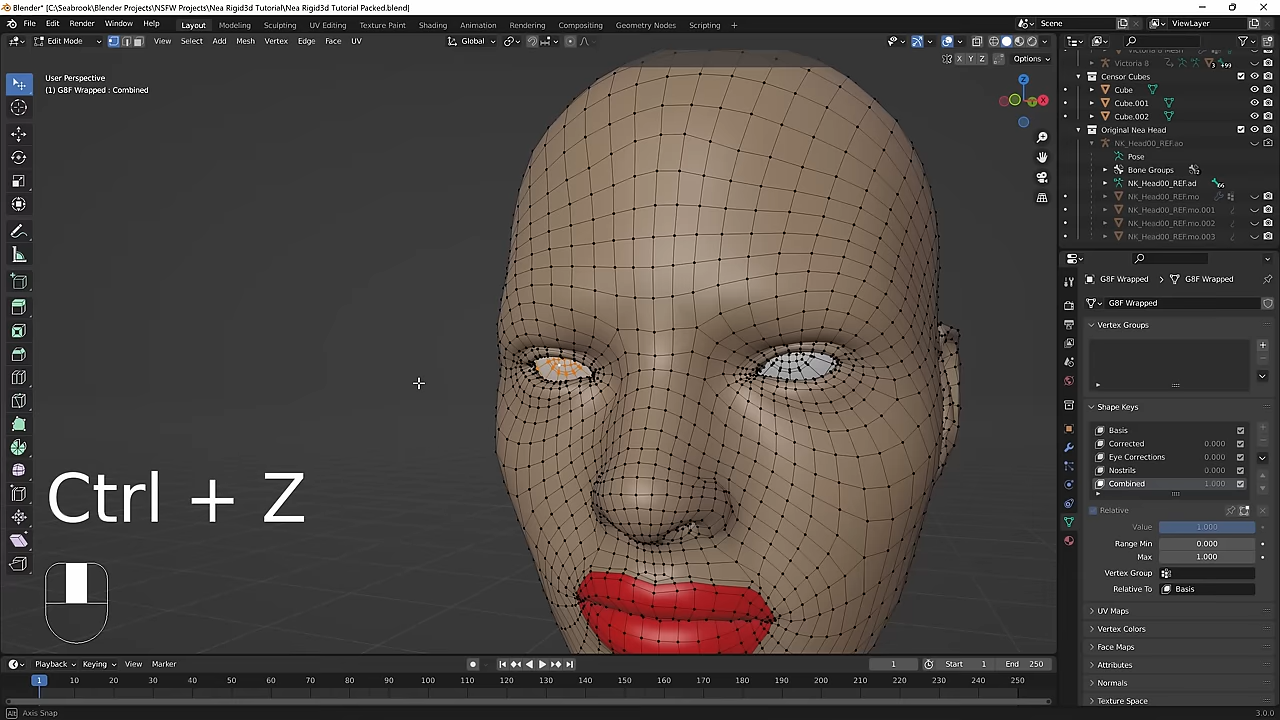 Blender* [C:\Seabrook\Blender Projects\NSFW Projects\Nea Rigid3d Tutorial\Nea Rigid3d Tutorial Packed.blend]
File Edit Render Window Help Layout Modeling Sculpting UV Editing Texture Paint Shading Animation Rendering Compositing Geometry Nodes Scripting + Scene ViewLayer
Edit Mode View Select Add Mesh Vertex Edge Face UV Global
X Y Z Options
User Perspective
(1) G8F Wrapped : Combined
Z
X
Y
Ctrl + Z
Victoria 8 Mesh
Victoria 8
Censor Cubes
Cube
Cube.001
Cube.002
Original Nea Head
NK_Head00_REF.ao
Pose
Bone Groups
NK_Head00_REF.ad
NK_Head00_REF.mo
NK_Head00_REF.mo.001
NK_Head00_REF.mo.002
NK_Head00_REF.mo.003
G8F Wrapped > G8F Wrapped
G8F Wrapped
Vertex Groups
Shape Keys
Basis
Corrected 0.000
Eye Corrections 0.000
Nostrils 0.000
Combined 1.000
Relative
Value 1.000
Range Min 0.000
Max 1.000
Vertex Group
Relative To Basis
UV Maps
Vertex Colors
Face Maps
Attributes
Normals
Texture Space
Playback Keying View Marker 1 Start 1 End 250
1 10 20 30 40 50 60 70 80 90 100 110 120 130 140 150 160 170 180 190 200 210 220 230 240 250
Alt Axis Snap 3.0.0